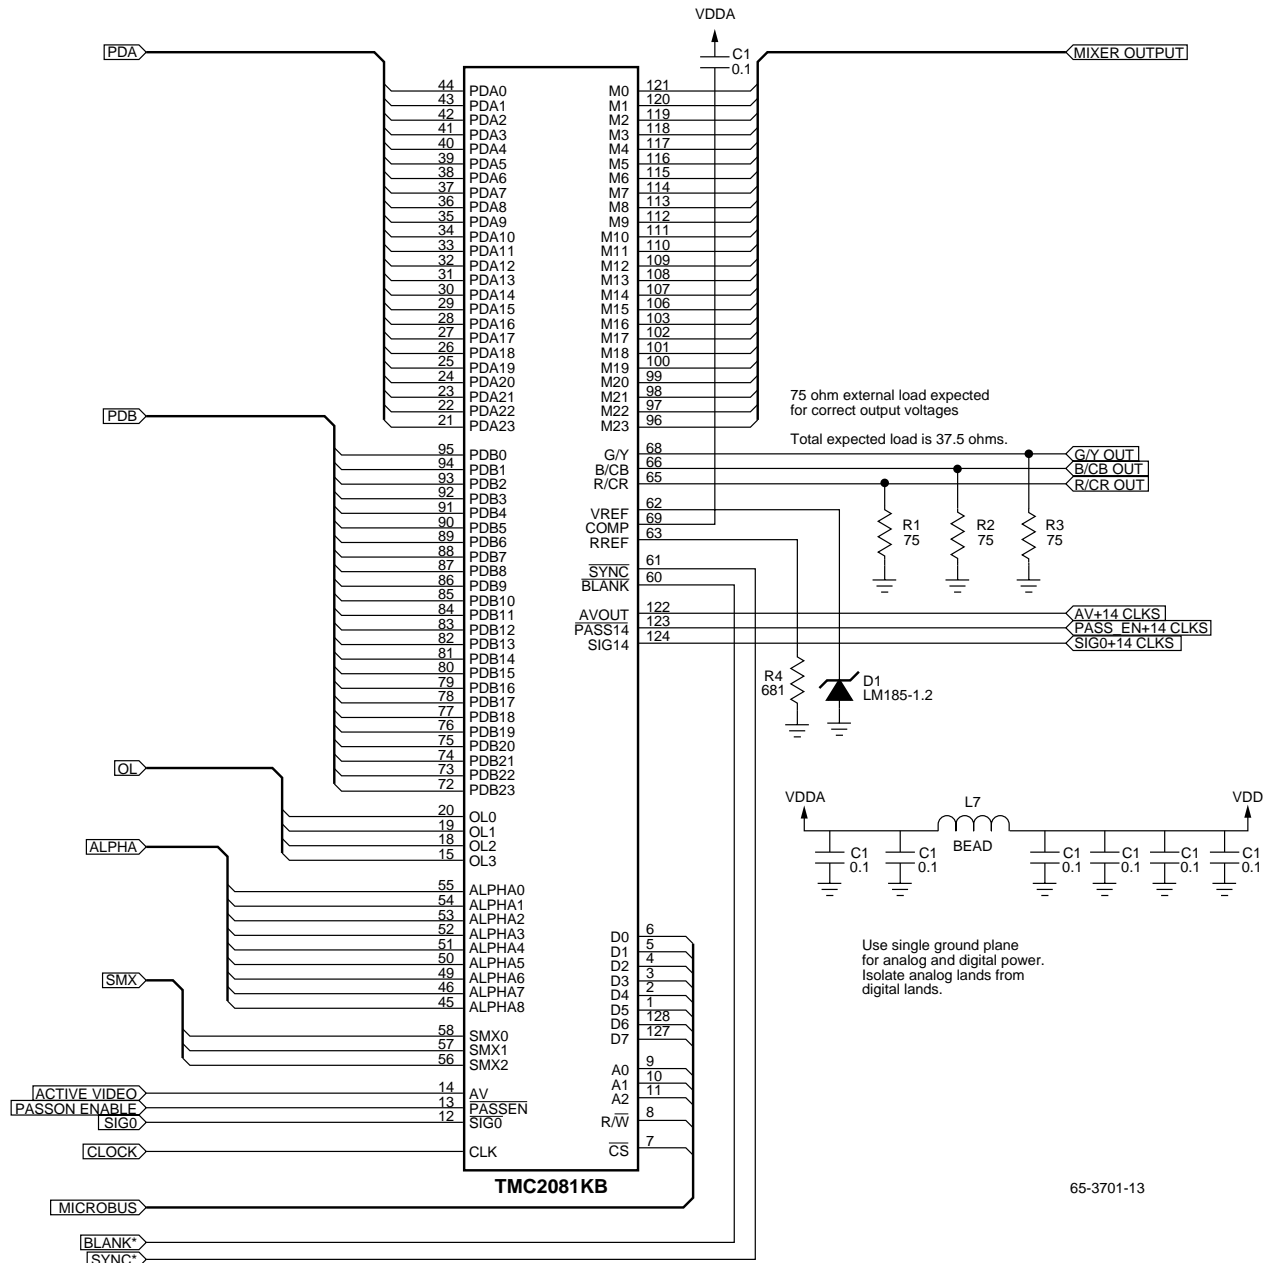 VDDA
C1
0.1
PDA
MIXER OUTPUT
44 PDA0
43 PDA1
42 PDA2
41 PDA3
40 PDA4
39 PDA5
38 PDA6
37 PDA7
36 PDA8
35 PDA9
34 PDA10
33 PDA11
32 PDA12
31 PDA13
30 PDA14
29 PDA15
28 PDA16
27 PDA17
26 PDA18
25 PDA19
24 PDA20
23 PDA21
22 PDA22
21 PDA23
M0 121
M1 120
M2 119
M3 118
M4 117
M5 116
M6 115
M7 114
M8 113
M9 112
M10 111
M11 110
M12 109
M13 108
M14 107
M15 106
M16 103
M17 102
M18 101
M19 100
M20 99
M21 98
M22 97
M23 96
75 ohm external load expected
for correct output voltages
Total expected load is 37.5 ohms.
PDB
95 PDB0
94 PDB1
93 PDB2
92 PDB3
91 PDB4
90 PDB5
89 PDB6
88 PDB7
87 PDB8
86 PDB9
85 PDB10
84 PDB11
83 PDB12
82 PDB13
81 PDB14
80 PDB15
79 PDB16
78 PDB17
77 PDB18
76 PDB19
75 PDB20
74 PDB21
73 PDB22
72 PDB23
G/Y 68
B/CB 66
R/CR 65
G/Y OUT
B/CB OUT
R/CR OUT
VREF 62
COMP 69
RREF 63
R1
75
R2
75
R3
75
SYNC 61
BLANK 60
AVOUT 122
PASS14 123
SIG14 124
AV+14 CLKS
PASS_EN+14 CLKS
SIG0+14 CLKS
R4
681
D1
LM185-1.2
OL
20 OL0
19 OL1
18 OL2
15 OL3
VDDA
L7
BEAD
VDD
C1
0.1
C1
0.1
C1
0.1
C1
0.1
C1
0.1
C1
0.1
ALPHA
55 ALPHA0
54 ALPHA1
53 ALPHA2
52 ALPHA3
51 ALPHA4
50 ALPHA5
49 ALPHA6
46 ALPHA7
45 ALPHA8
D0 6
D1 5
D2 4
D3 3
D4 2
D5 1
D6 128
D7 127
Use single ground plane
for analog and digital power.
Isolate analog lands from
digital lands.
SMX
58 SMX0
57 SMX1
56 SMX2
A0 9
A1 10
A2 11
R/W 8
CS 7
ACTIVE VIDEO 14 AV
PASSON ENABLE 13 PASSEN
SIG0 12 SIG0
CLOCK CLK
TMC2081KB
65-3701-13
MICROBUS
BLANK*
SYNC*